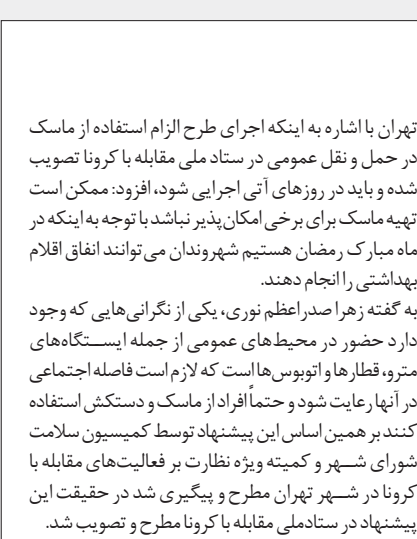 تهران با اشاره به اینکه اجرای طرح الزام استفاده از ماسک
در حمل و نقل عمومی در ستاد ملی مقابله با کرونا تصویب
شده و باید در روزهای آتی اجرایی شود، افزود: ممکن است
تهیه ماسک برای برخی امکان‌پذیر نباشد با توجه به اینکه در
ماه مبارک رمضان هستیم شهروندان می‌توانند انفاق اقلام
بهداشتی را انجام دهند.
به گفته زهرا صدراعظم نوری، یکی از نگرانی‌هایی که وجود
دارد حضور در محیط‌های عمومی از جمله ایستگاه‌های
مترو، قطارها و اتوبوس‌ها است که لازم است فاصله اجتماعی
در آنها رعایت شود و حتماً افراد از ماسک و دستکش استفاده
کنند بر همین اساس این پیشنهاد توسط کمیسیون سلامت
شورای شهر و کمیته ویژه نظارت بر فعالیت‌های مقابله با
کرونا در شهر تهران مطرح و پیگیری شد در حقیقت این
پیشنهاد در ستادملی مقابله با کرونا مطرح و تصویب شد.